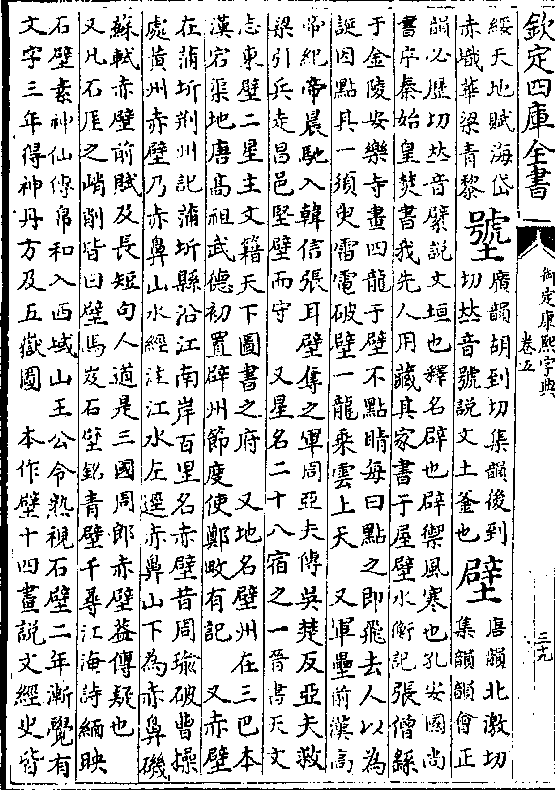 欽定四庫全書
御定康熙字典
卷五
三九
綏天地賦海岱
赤熾華梁青黎
號
土
廣韻胡到切集韻後到
切𠀤音號説文土釜也
壁
唐韻北激切
集韻韻會正
韻必歴切𠀤音繴説文垣也釋名辟也辟禦風寒也孔安國尚
書序秦始皇焚書我先人用藏其家書于屋壁水衡記張僧繇
于金陵安樂寺畫四龍于壁不點睛每曰點之即飛去人以為
誕因點其一須臾雷電破壁一龍乘雲上天 又軍壘前漢高
帝紀帝晨馳入韓信張耳壁奪之軍周亞夫傳吳楚反亞夫救
梁引兵走昌邑堅壁而守 又星名二十八宿之一晉書天文
志東壁二星主文籍天下圖書之府 又地名壁州在三巴本
漢宕渠地唐高祖武德初置壁州節度使鄭畋有記 又赤壁
在蒲圻荆州記蒲圻縣沿江南岸百里名赤壁昔周瑜破曹操
處黄州赤壁乃赤鼻山水經注江水左逕赤鼻山下為赤鼻磯
蘇軾赤壁前賦及長短句人道是三國周郎赤壁葢傳疑也
又凡石厓之峭削皆曰壁馬岌石壁銘青壁千尋江海詩緬映
石壁素神仙傳帛和入西城山王公令熟視石壁二年漸覺有
文字三年得神丹方及五嶽圖 本作壁十四畫説文經史皆